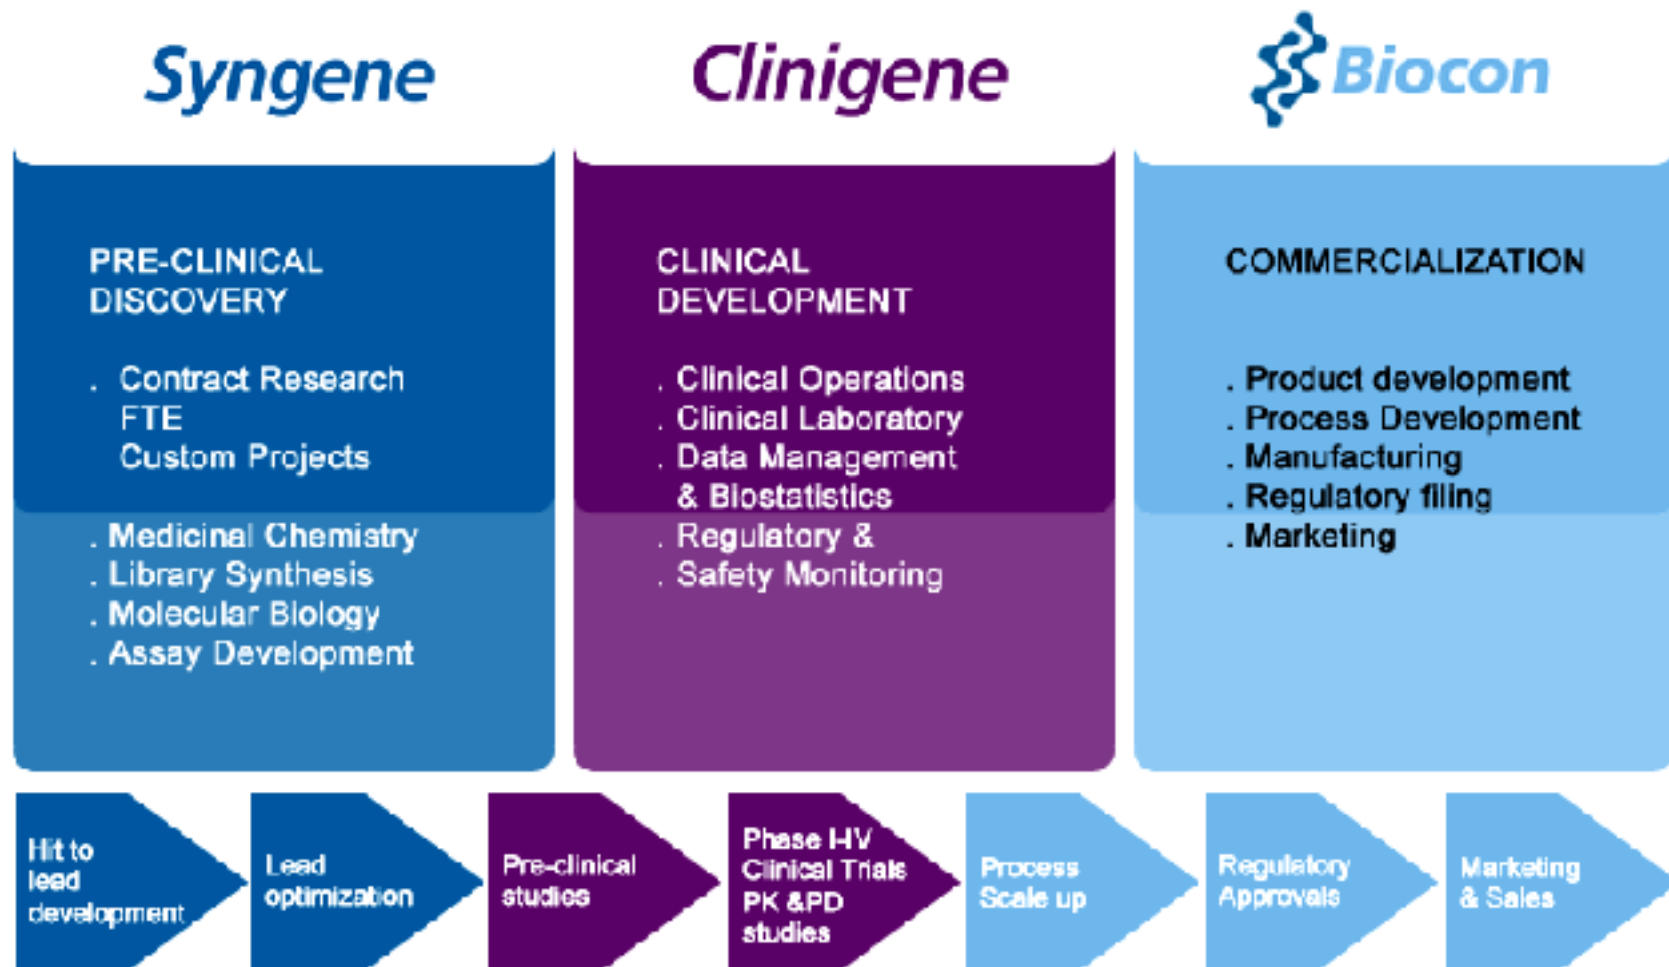 Syngene
Clinigene
Biocon
PRE-CLINICAL
DISCOVERY
. Contract Research
FTE
Custom Projects
. Medicinal Chemistry
. Library Synthesis
. Molecular Biology
. Assay Development
CLINICAL
DEVELOPMENT
. Clinical Operations
. Clinical Laboratory
. Data Management
& Biostatistics
. Regulatory &
. Safety Monitoring
COMMERCIALIZATION
. Product development
. Process Development
. Manufacturing
. Regulatory filing
. Marketing
Hit to
lead
development
Lead
optimization
Pre-clinical
studies
Phase I-IV
Clinical Trials
PK &PD
studies
Process
Scale up
Regulatory
Approvals
Marketing
& Sales